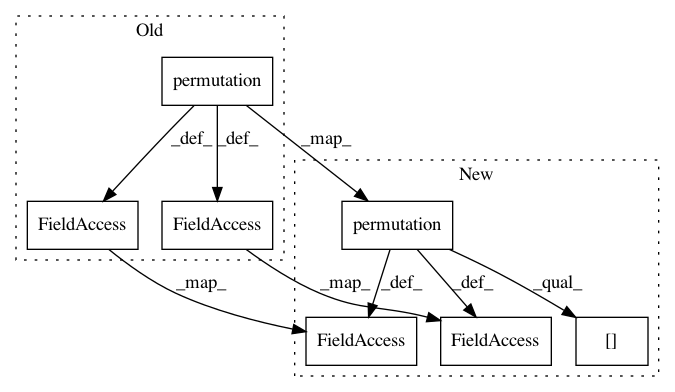 Old
permutation
_def_ _def_ _map_
New
FieldAccess FieldAccess permutation
_map_ _map_ _def_ _def_ _qual_
FieldAccess FieldAccess []